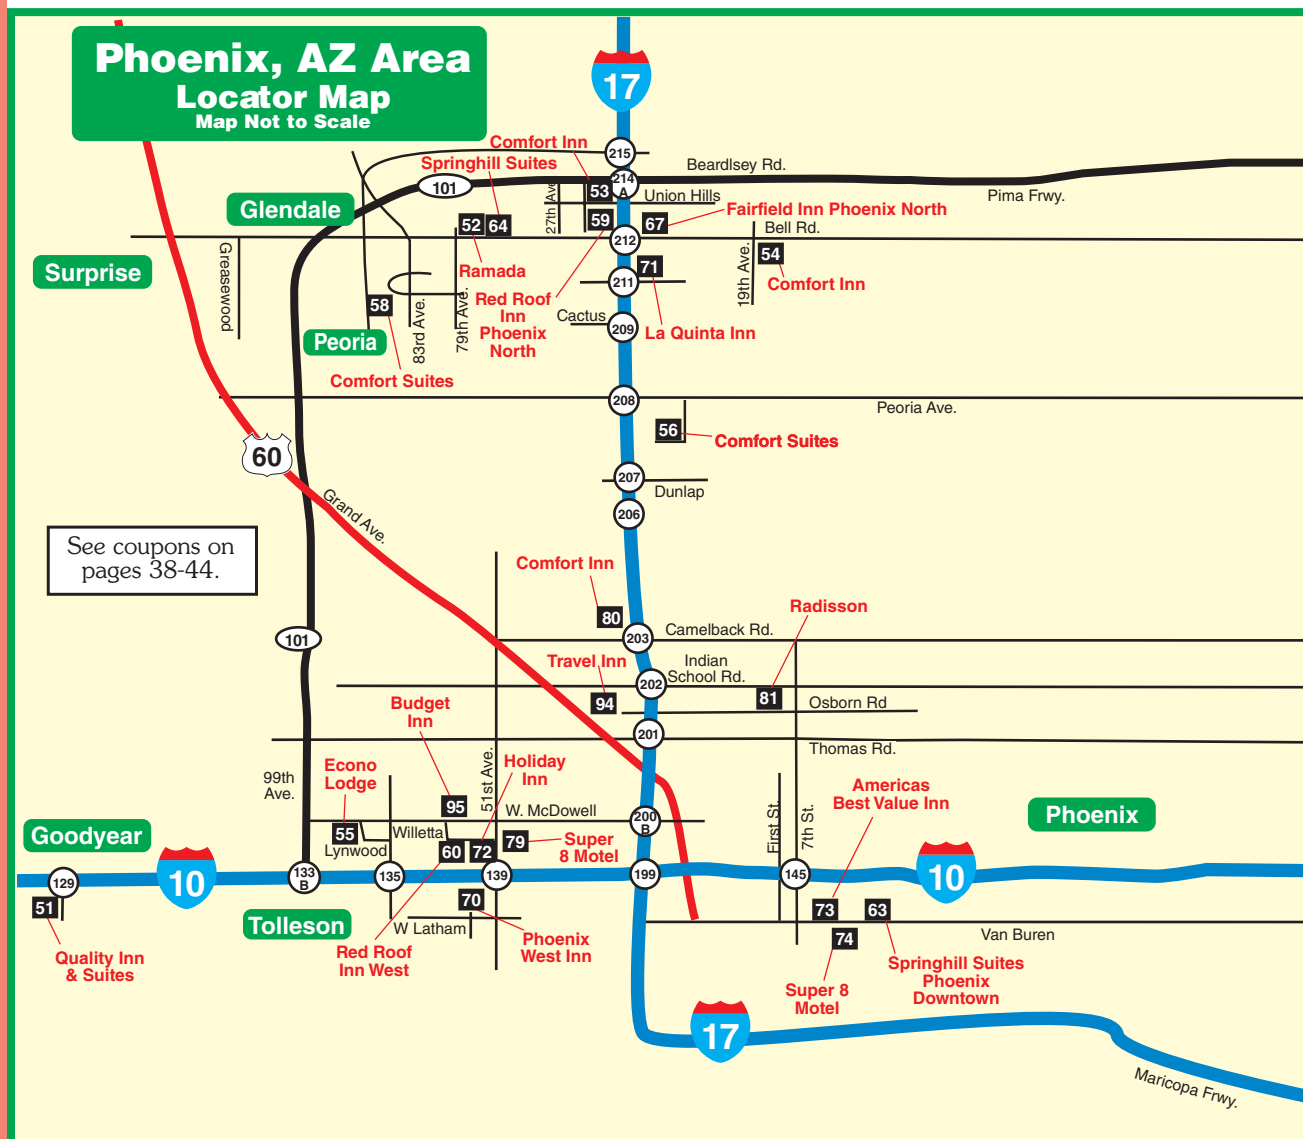 Phoenix, AZ Area
Locator Map
Map Not to Scale
17
215
Comfort Inn
Springhill Suites
Beardlsey Rd.
101
214
A
53
Union Hills
Pima Frwy.
27th Ave
Glendale
52
64
59
67
Fairfield Inn Phoenix North
212
Bell Rd.
Surprise
Greasewood
Ramada
71
19th Ave.
54
Comfort Inn
211
58
83rd Ave.
79th Ave.
Red Roof
Inn
Phoenix
North
Cactus
209
La Quinta Inn
Peoria
Comfort Suites
208
Peoria Ave.
56
Comfort Suites
60
207
Dunlap
Grand Ave.
206
See coupons on
pages 38-44.
Comfort Inn
80
Radisson
101
203
Camelback Rd.
Travel Inn
Indian
School Rd.
202
94
81
Osborn Rd
Budget
Inn
201
Thomas Rd.
99th
Ave.
Econo
Lodge
51st Ave.
Holiday
Inn
Americas
Best Value Inn
95
W. McDowell
First St.
7th St.
Phoenix
Goodyear
55
Willetta
Lynwood
60
72
79
Super
8 Motel
200
B
129
10
133
B
135
139
199
145
10
51
70
73
63
Tolleson
W Latham
74
Van Buren
Quality Inn
& Suites
Red Roof
Inn West
Phoenix
West Inn
Super 8
Motel
Springhill Suites
Phoenix
Downtown
17
Maricopa Frwy.